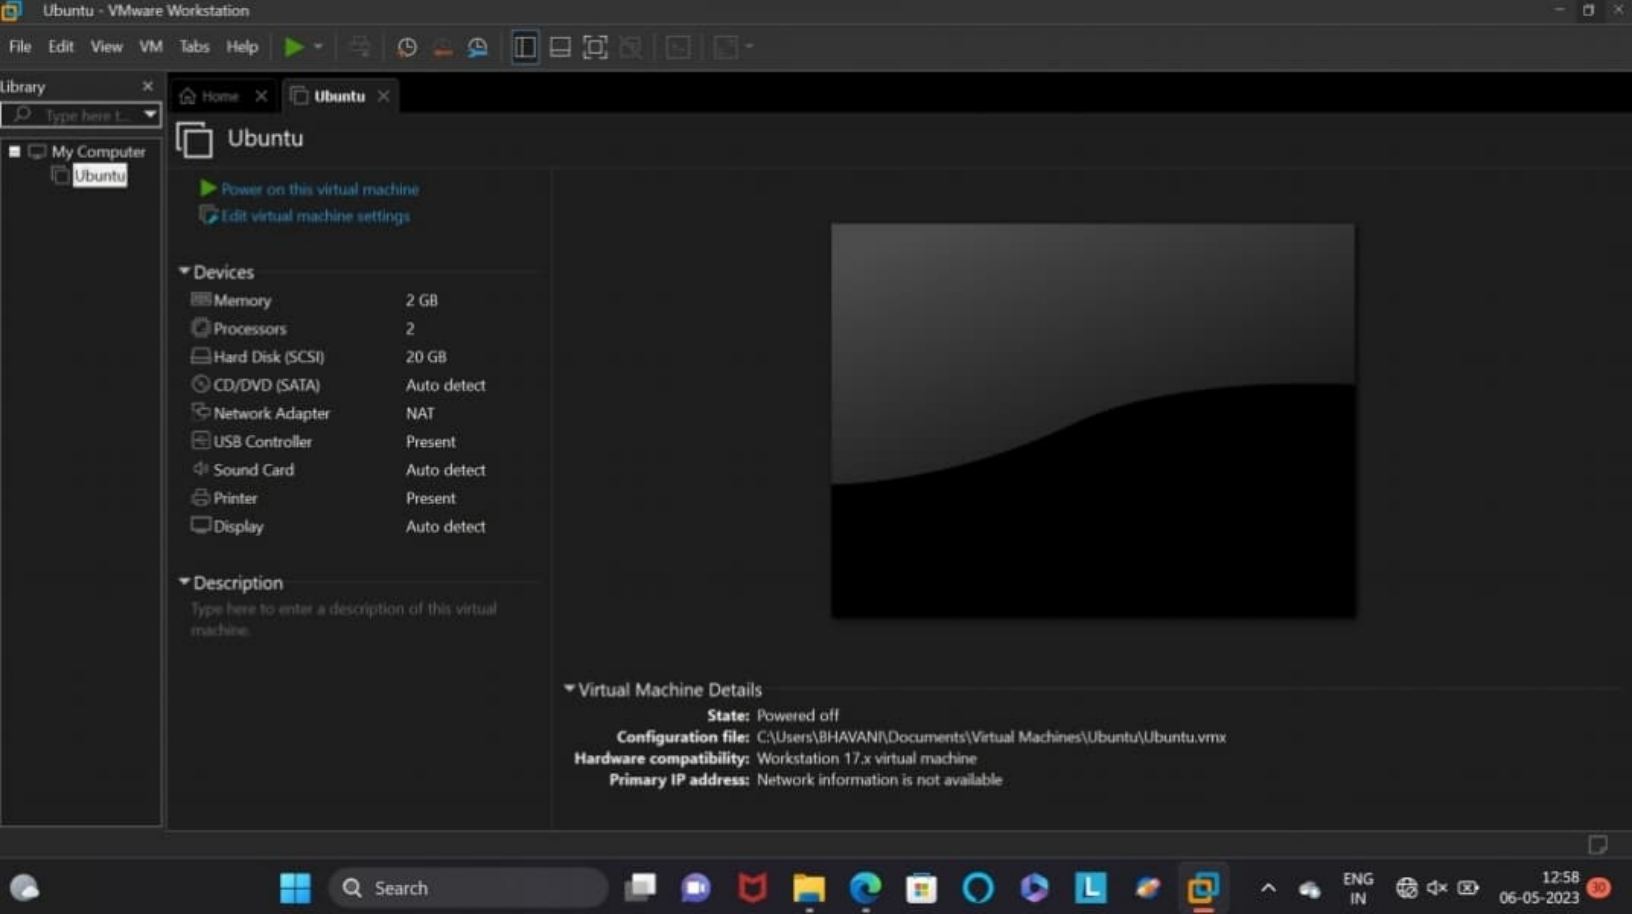 Ubuntu - VMware Workstation
File Edit View VM Tabs Help
Library
Type here t...
My Computer
Ubuntu
Home
Ubuntu
Ubuntu
Power on this virtual machine
Edit virtual machine settings
Devices
Memory 2 GB
Processors 2
Hard Disk (SCSI) 20 GB
CD/DVD (SATA) Auto detect
Network Adapter NAT
USB Controller Present
Sound Card Auto detect
Printer Present
Display Auto detect
Description
Type here to enter a description of this virtual
machine.
Virtual Machine Details
State: Powered off
Configuration file: C:\Users\BHAVANI\Documents\Virtual Machines\Ubuntu\Ubuntu.vmx
Hardware compatibility: Workstation 17.x virtual machine
Primary IP address: Network information is not available
Search
L
ENG
IN
12:58
06-05-2023
30